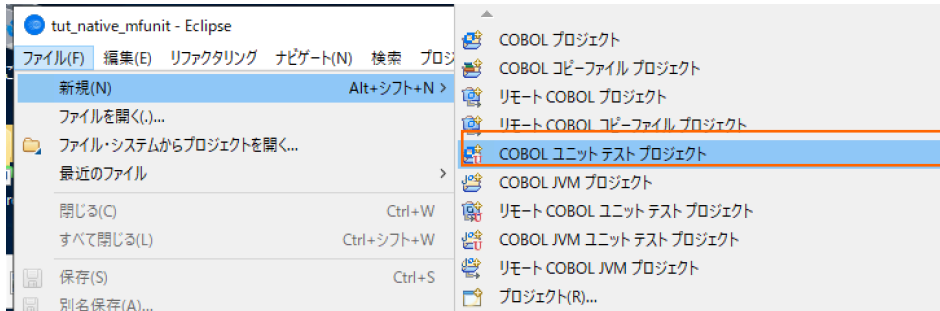 tut_native_mfunit - Eclipse
ファイル(F) 編集(E) リファクタリング ナビゲート(N) 検索 プロジ
新規(N) Alt+シフト+N >
ファイルを開く(.)...
ファイル・システムからプロジェクトを開く...
最近のファイル >
閉じる(C) Ctrl+W
すべて閉じる(L) Ctrl+シフト+W
保存(S) Ctrl+S
別名保存(A)...
COBOL プロジェクト
COBOL コピーファイル プロジェクト
リモート COBOL プロジェクト
リモート COBOL コピーファイル プロジェクト
COBOL ユニット テスト プロジェクト
COBOL JVM プロジェクト
リモート COBOL ユニット テスト プロジェクト
COBOL JVM ユニット テスト プロジェクト
リモート COBOL JVM プロジェクト
プロジェクト(R)...